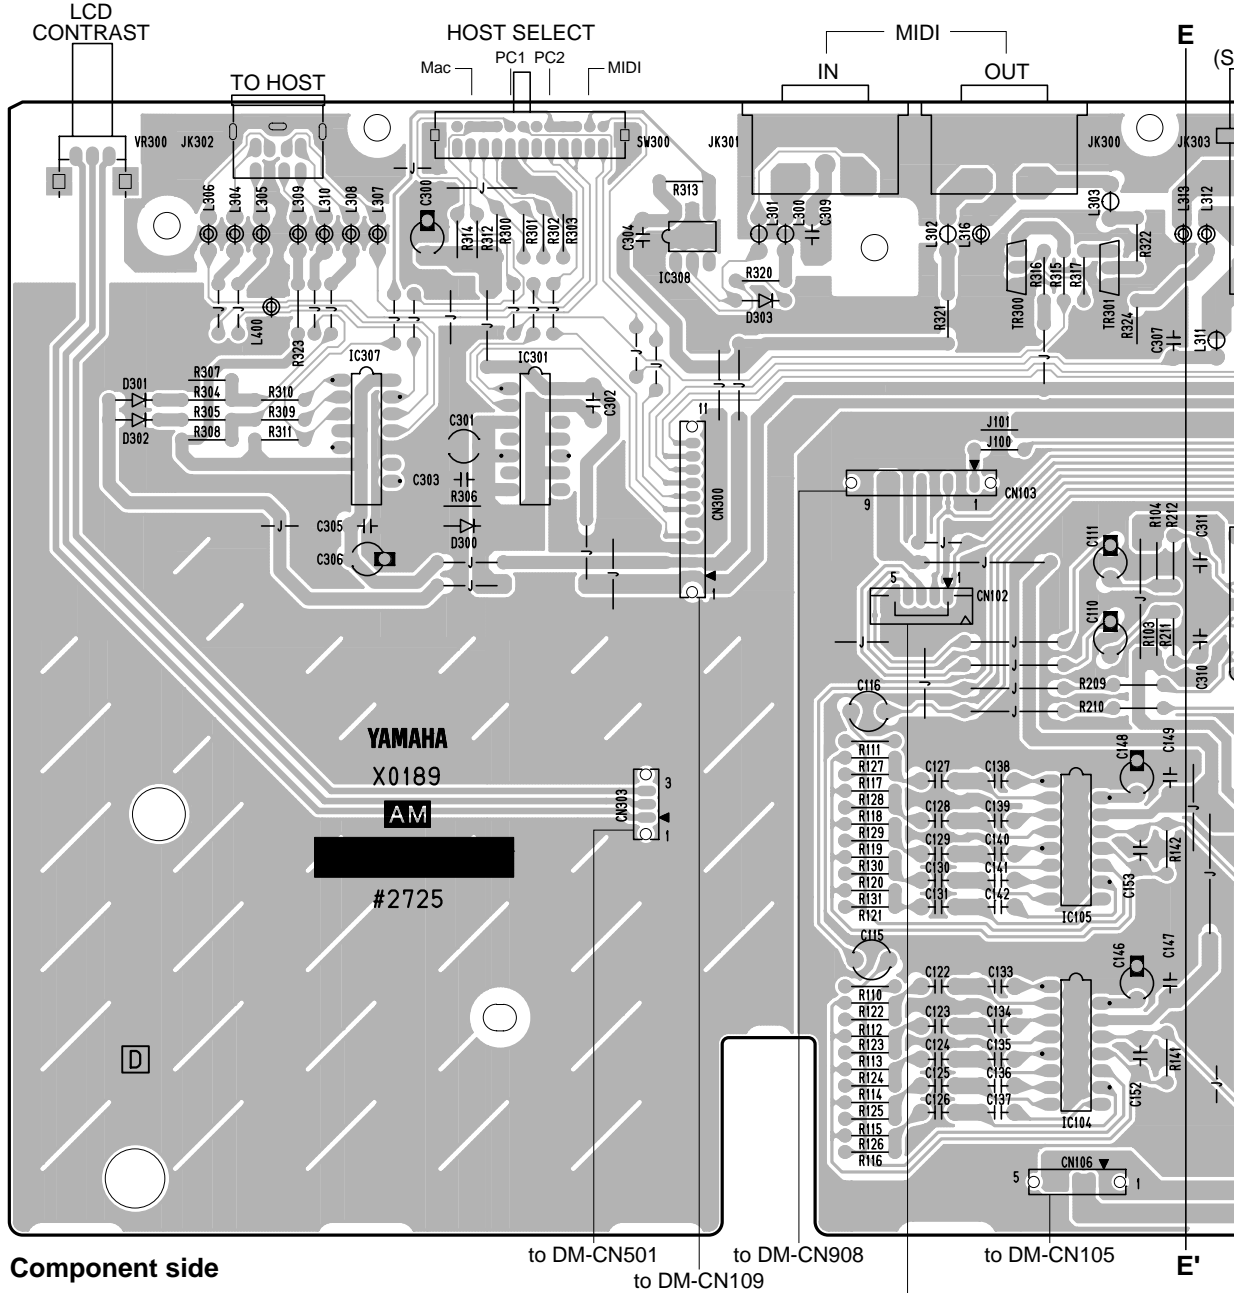 LCD
CONTRAST
HOST SELECT
MIDI
E
(S
Mac
PC1
PC2
MIDI
TO HOST
IN
OUT
VR300
JK302
SW300
JK301
JK300
JK303
L306
L304
L305
L309
L310
L308
L307
C300
R314
R312
R300
R301
R302
R303
R313
C304
IC308
L301
L300
C309
L302
L316
L303
L313
L312
R322
R320
D303
R321
TR300
R316
R315
R317
TR301
R324
C307
L311
J
L400
R323
IC307
IC301
D301
D302
R307
R304
R305
R308
R310
R309
R311
C301
C302
C303
R306
D300
C305
C306
11
CN300
1
J101
J100
9
1
CN103
5
1
CN102
C111
R104
R212
C311
C110
R103
R211
C310
R209
R210
C116
YAMAHA
X0189
AM
#2725
CN303
3
1
R111
R127
R117
R128
R118
R129
R119
R130
R120
R131
R121
C127
C128
C129
C130
C131
C138
C139
C140
C141
C142
IC105
C148
C149
C153
R142
C115
R110
R122
R112
R123
R113
R124
R114
R125
R115
R126
R116
C122
C123
C124
C125
C126
C133
C134
C135
C136
C137
IC104
C146
C147
C152
R141
D
CN106
5
1
Component side
to DM-CN501
to DM-CN109
to DM-CN908
to DM-CN105
E'